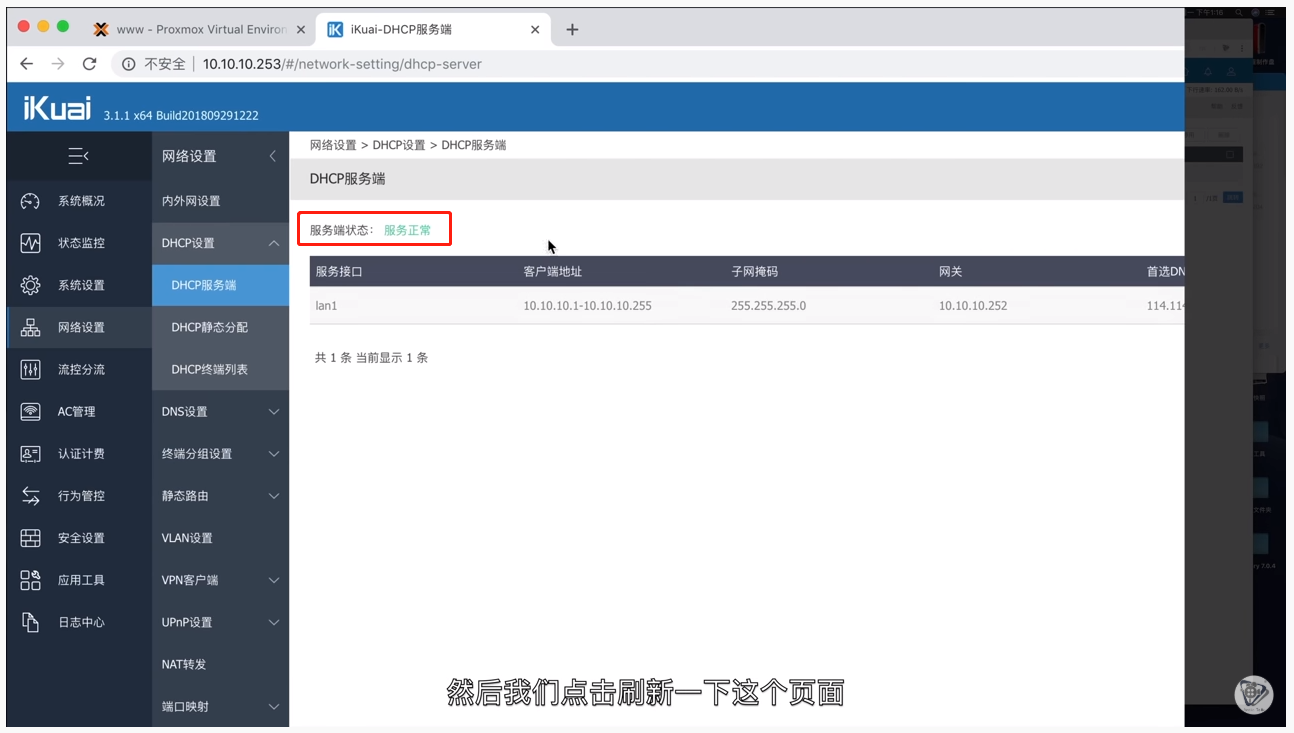 www - Proxmox Virtual Environ
iKuai-DHCP服务端
不安全 | 10.10.10.253/#/network-setting/dhcp-server
iKuai 3.1.1 x64 Build201809291222
系统概况
状态监控
系统设置
网络设置
流控分流
AC管理
认证计费
行为管控
安全设置
应用工具
日志中心
网络设置
内外网设置
DHCP设置
DHCP服务端
DHCP静态分配
DHCP终端列表
DNS设置
终端分组设置
静态路由
VLAN设置
VPN客户端
UPnP设置
NAT转发
端口映射
网络设置 > DHCP设置 > DHCP服务端
DHCP服务端
服务端状态： 服务正常
服务接口 客户端地址 子网掩码 网关 首选DN
lan1 10.10.10.1-10.10.10.255 255.255.255.0 10.10.10.252 114.114
共 1 条 当前显示 1 条
然后我们点击刷新一下这个页面